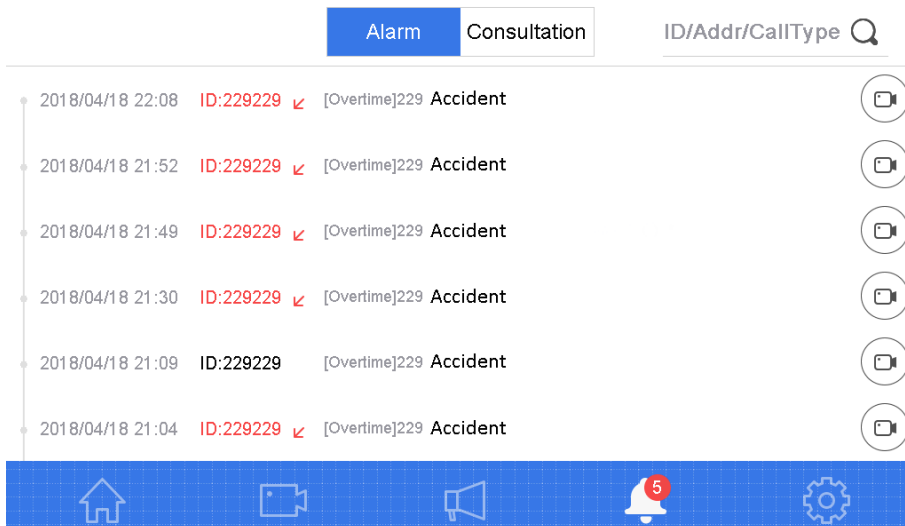 Alarm Consultation ID/Addr/CallType
2018/04/18 22:08 ID:229229 [Overtime]229 Accident
2018/04/18 21:52 ID:229229 [Overtime]229 Accident
2018/04/18 21:49 ID:229229 [Overtime]229 Accident
2018/04/18 21:30 ID:229229 [Overtime]229 Accident
2018/04/18 21:09 ID:229229 [Overtime]229 Accident
2018/04/18 21:04 ID:229229 [Overtime]229 Accident
5